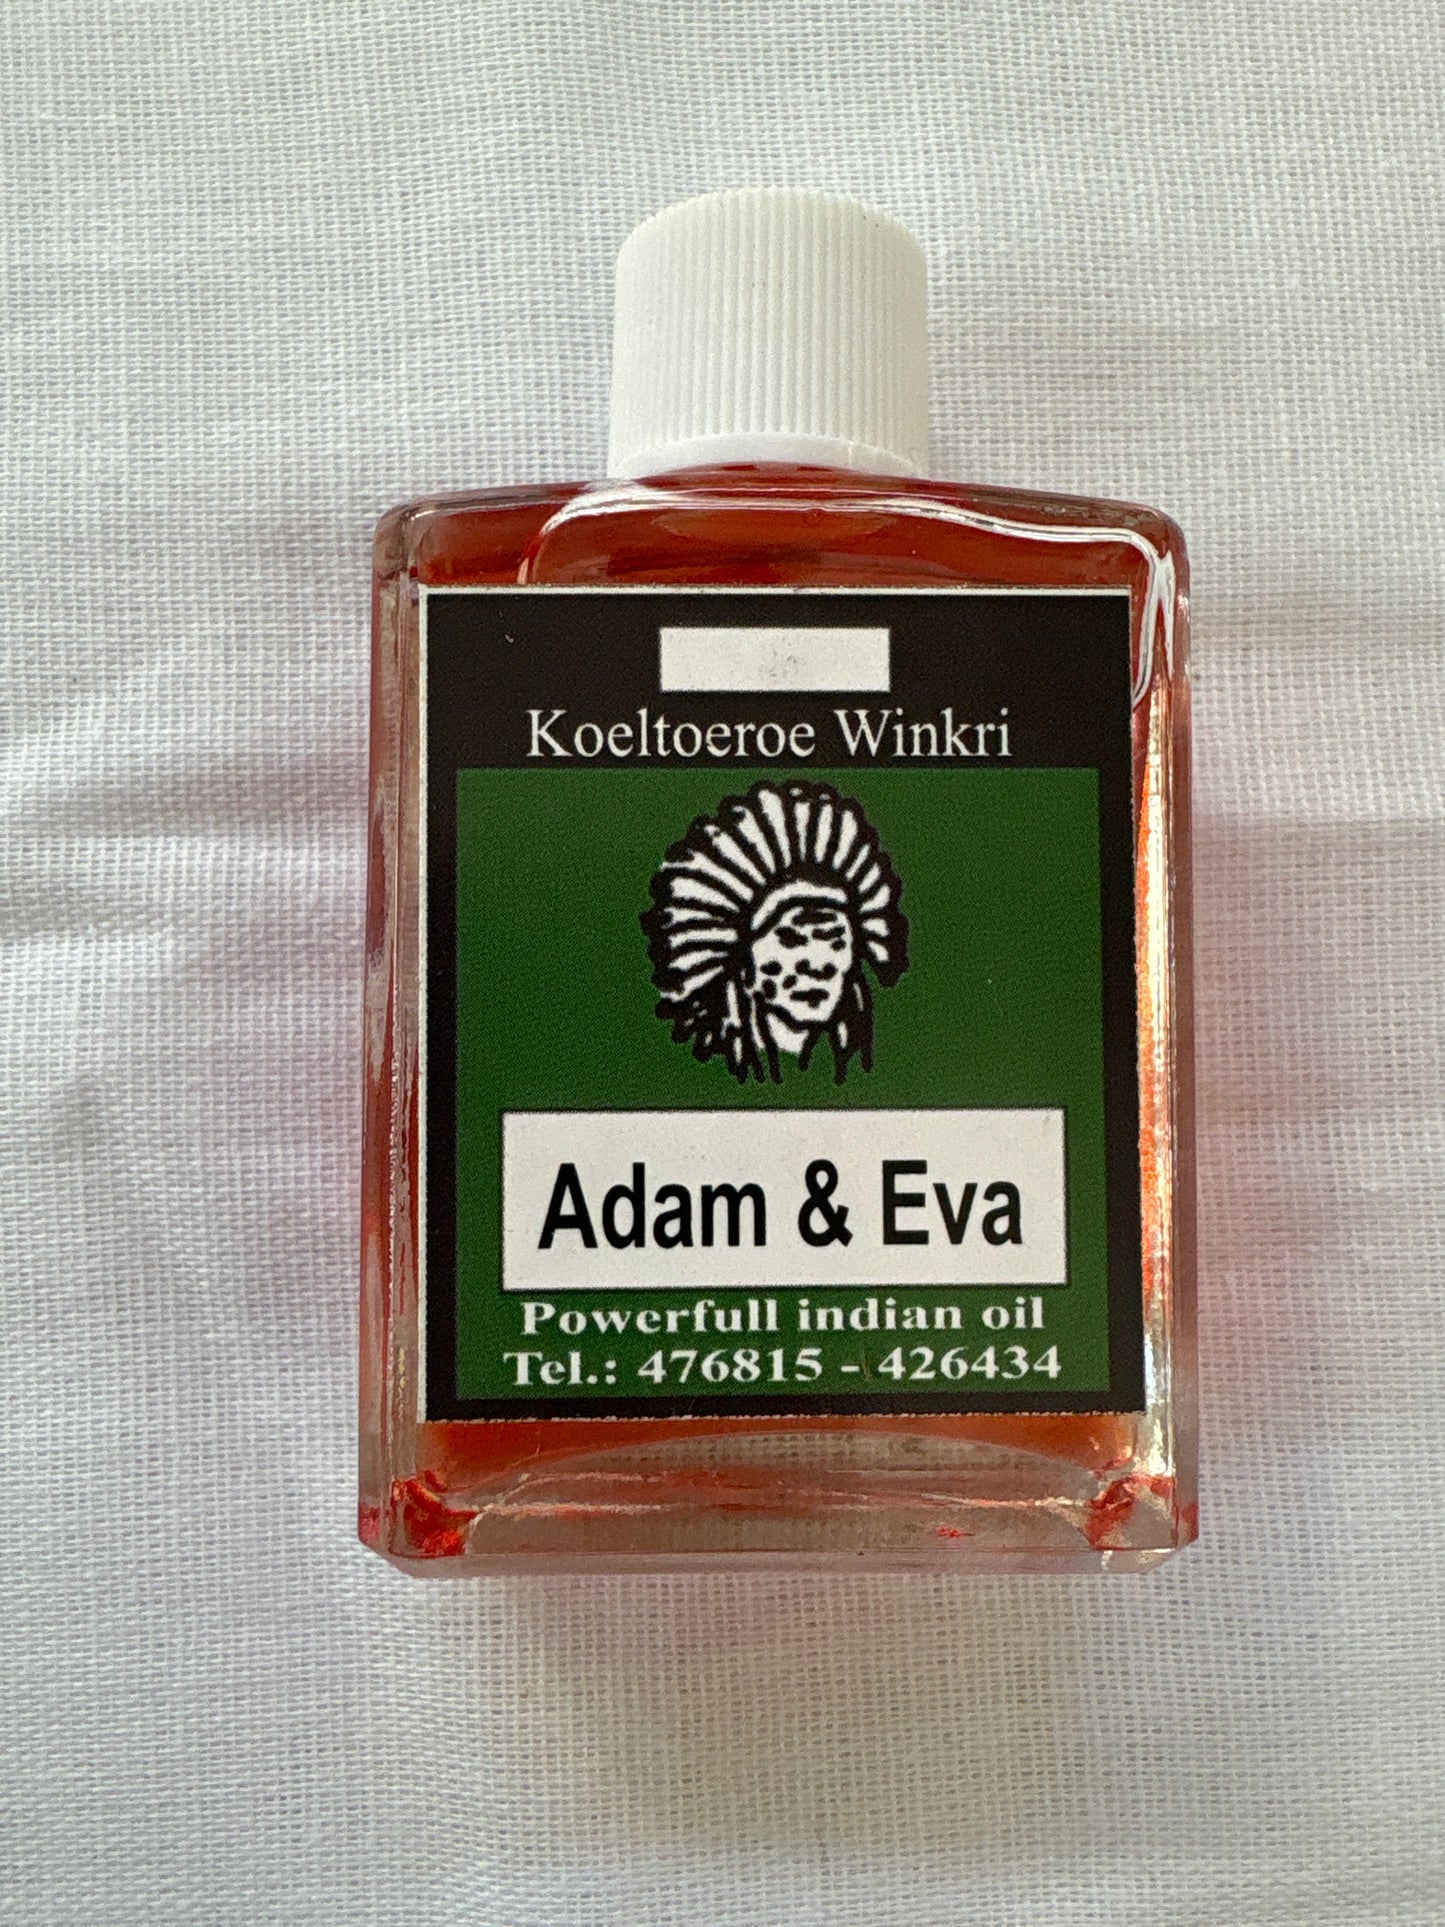 Koeltoeroe Winkri
Adam & Eva
Powerfull indian oil
Tel.: 476815 - 426434